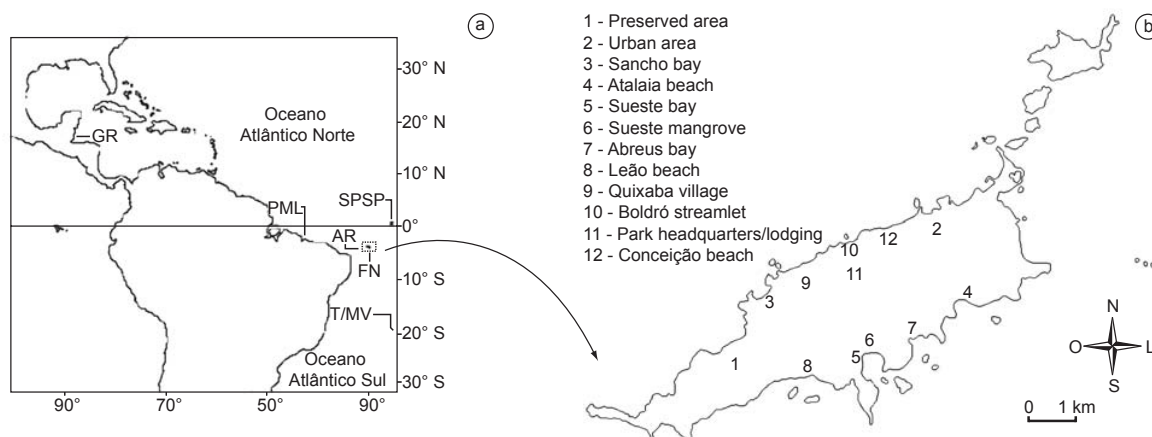 a
30° N
20° N
10° N
0°
10° S
20° S
30° S
Oceano
Atlântico Norte
GR
PML
SPSP
AR
FN
T/MV
Oceano
Atlântico Sul
90°
70°
50°
90°
b
1 - Preserved area
2 - Urban area
3 - Sancho bay
4 - Atalaia beach
5 - Sueste bay
6 - Sueste mangrove
7 - Abreus bay
8 - Leão beach
9 - Quixaba village
10 - Boldró streamlet
11 - Park headquarters/lodging
12 - Conceição beach
2
12
10
11
9
3
4
7
6
5
8
1
N
O
L
S
0 1 km